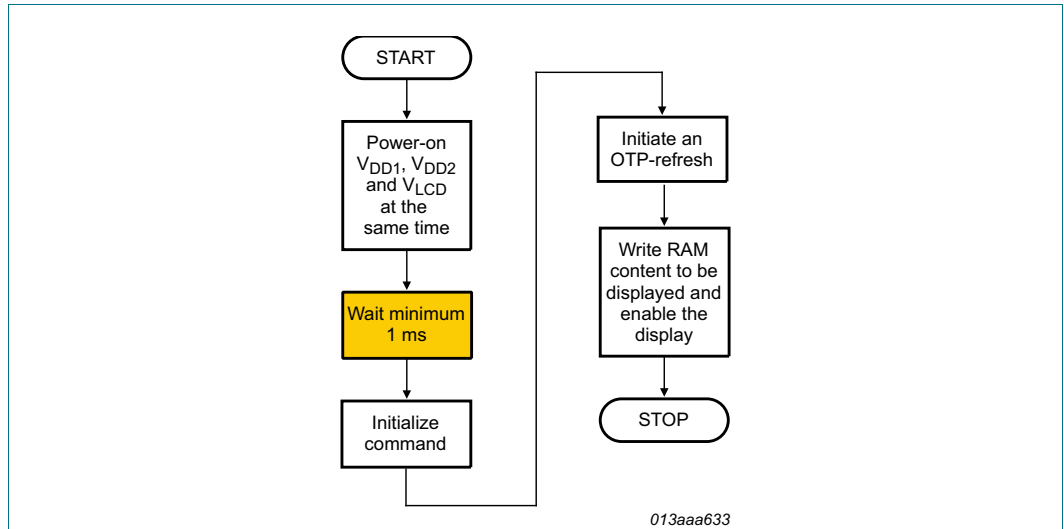 START
Power-on
VDD1, VDD2
and VLCD
at the
same time
Wait minimum
1 ms
Initialize
command
Initiate an
OTP-refresh
Write RAM
content to be
displayed and
enable the
display
STOP
013aaa633